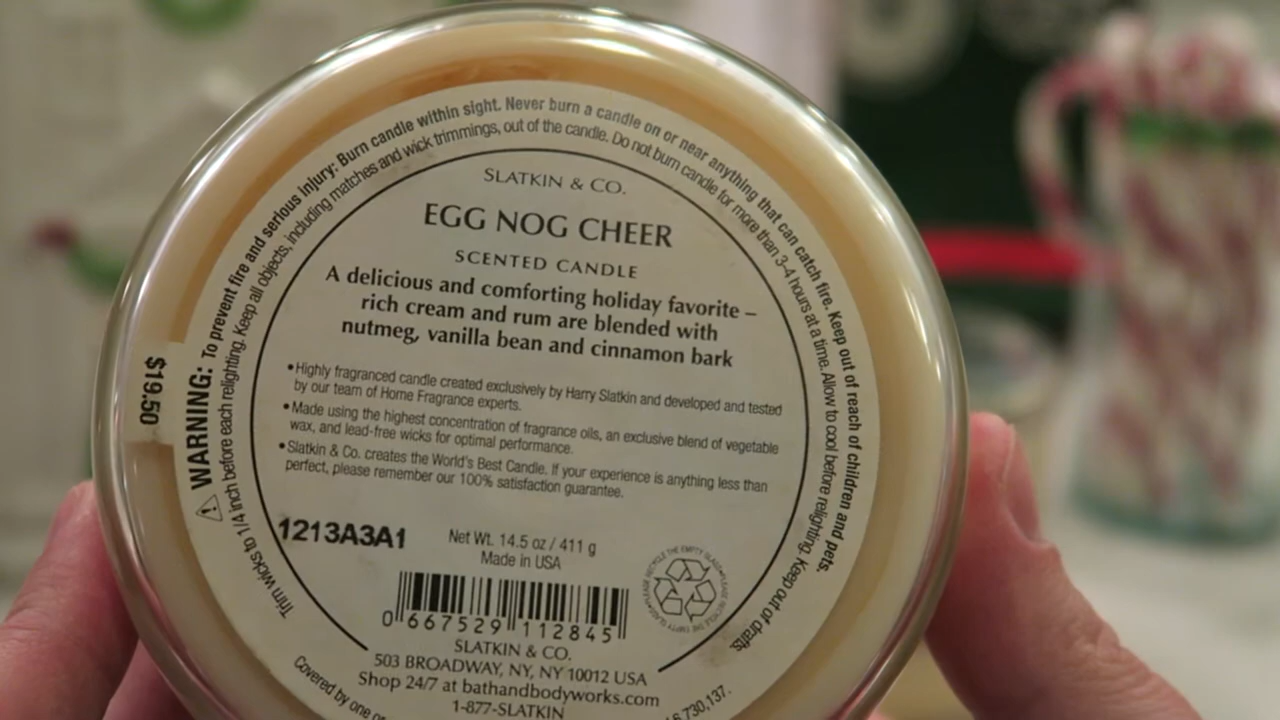 ⚠ WARNING: To prevent fire and serious injury: Burn candle within sight. Never burn a candle on or near anything that can catch fire. Keep out of reach of children and pets.
Trim wicks to 1/4 inch before each relighting. Keep all objects, including matches and wick trimmings, out of the candle. Do not burn candle for more than 3-4 hours at a time. Allow to cool before relighting. Keep out of drafts
$19.50
SLATKIN & CO.
EGG NOG CHEER
SCENTED CANDLE
A delicious and comforting holiday favorite –
rich cream and rum are blended with
nutmeg, vanilla bean and cinnamon bark
• Highly fragranced candle created exclusively by Harry Slatkin and developed and tested
by our team of Home Fragrance experts.
• Made using the highest concentration of fragrance oils, an exclusive blend of vegetable
wax, and lead-free wicks for optimal performance.
• Slatkin & Co. creates the World's Best Candle. If your experience is anything less than
perfect, please remember our 100% satisfaction guarantee.
1213A3A1
Net Wt. 14.5 oz / 411 g
Made in USA
PLEASE RECYCLE THE EMPTY GLASS • PLEASE RECYCLE THE EMPTY GLASS •
0 667529 112845
SLATKIN & CO.
503 BROADWAY, NY, NY 10012 USA
Shop 24/7 at bathandbodyworks.com
1-877-SLATKIN
Covered by one
730,137.